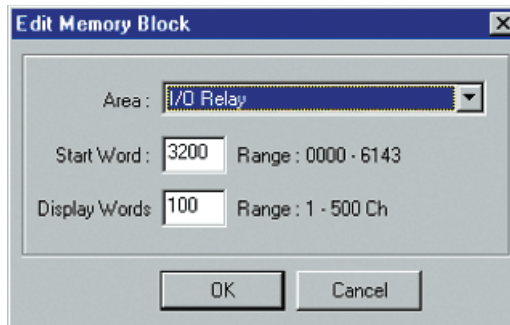 Edit Memory Block
Area : I/O Relay
Start Word : 3200 Range : 0000 - 6143
Display Words 100 Range : 1 - 500 Ch
OK Cancel